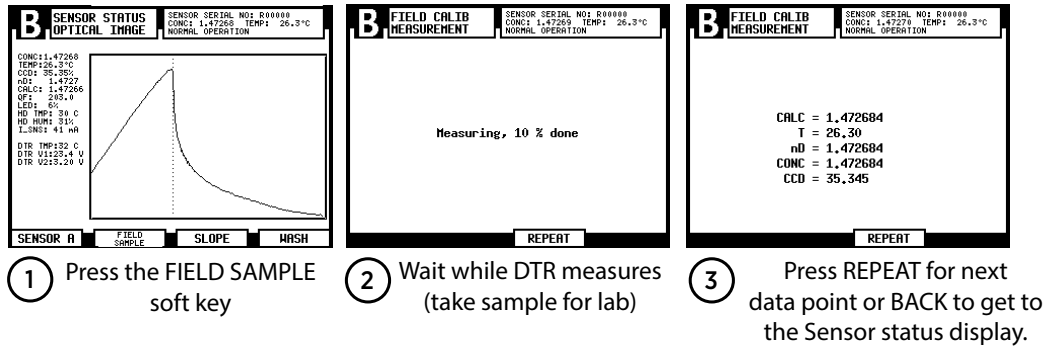 B SENSOR STATUS
OPTICAL IMAGE
SENSOR SERIAL NO: R00000
CONC: 1.47268 TEMP: 26.3°C
NORMAL OPERATION
CONC:1.47268
TEMP:26.3°C
CCD: 35.35%
nD: 1.4727
CALC: 1.47266
QF: 203.0
LED: 6%
HD TMP: 30 C
HD HUM: 31%
I_SNS: 41 mA
DTR TMP:32 C
DTR V1:23.4 V
DTR V2:3.20 V
SENSOR A
FIELD
SAMPLE
SLOPE
WASH
1 Press the FIELD SAMPLE
soft key
B FIELD CALIB
MEASUREMENT
SENSOR SERIAL NO: R00000
CONC: 1.47269 TEMP: 26.3°C
NORMAL OPERATION
Measuring, 10 % done
REPEAT
2 Wait while DTR measures
(take sample for lab)
B FIELD CALIB
MEASUREMENT
SENSOR SERIAL NO: R00000
CONC: 1.47270 TEMP: 26.3°C
NORMAL OPERATION
CALC = 1.472684
T = 26.30
nD = 1.472684
CONC = 1.472684
CCD = 35.345
REPEAT
3 Press REPEAT for next
data point or BACK to get to
the Sensor status display.